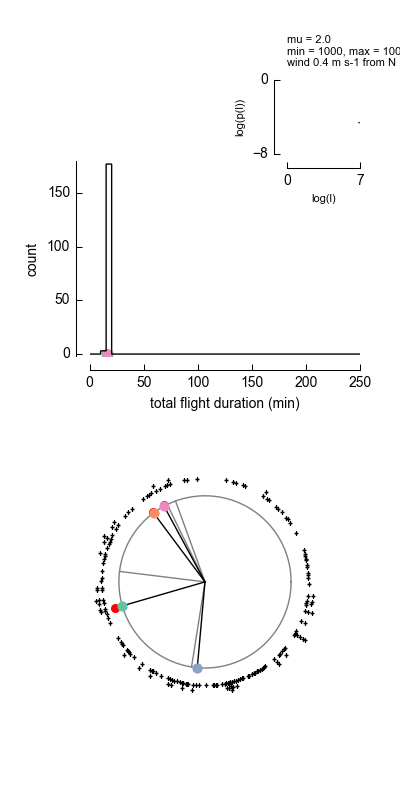 mu = 2.0
min = 1000, max = 100
wind 0.4 m s-1 from N
0
−8
log(p(l))
0 7
log(l)
150
100
50
0
count
0 50 100 150 200 250
total flight duration (min)